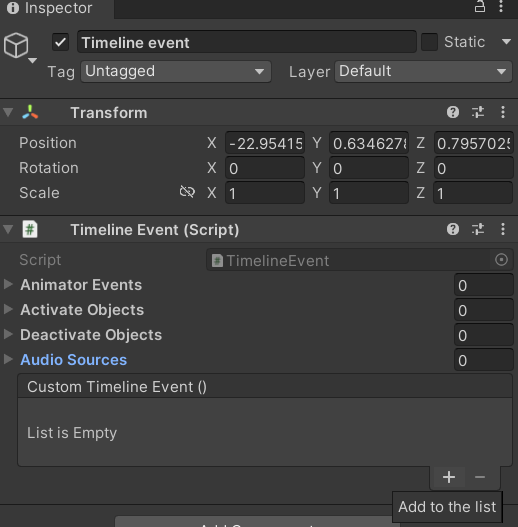 Inspector
Timeline event
Static
Tag Untagged Layer Default
Transform
Position X -22.95415 Y 0.6346278 Z 0.7957025
Rotation X 0 Y 0 Z 0
Scale X 1 Y 1 Z 1
Timeline Event (Script)
Script # TimelineEvent
Animator Events 0
Activate Objects 0
Deactivate Objects 0
Audio Sources 0
Custom Timeline Event ()
List is Empty
+ −
Add to the list